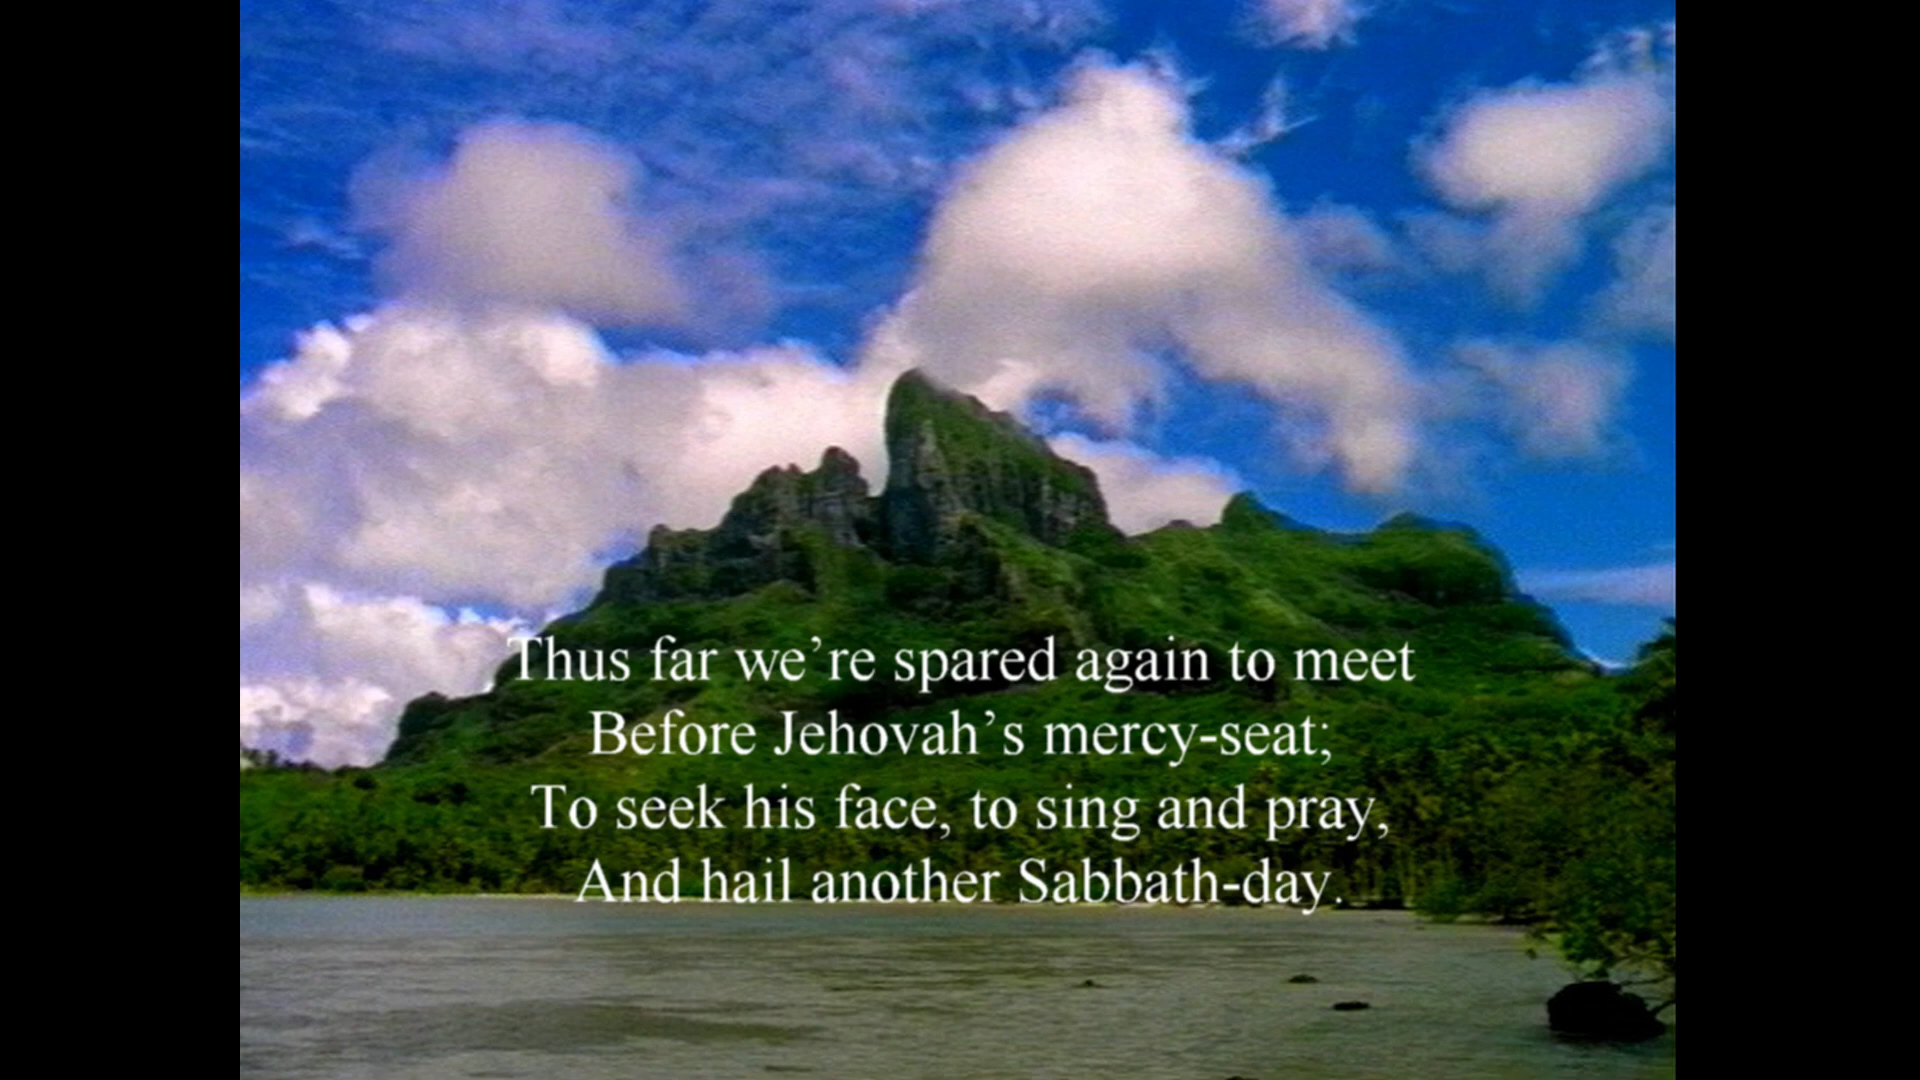 Thus far we’re spared again to meet
Before Jehovah’s mercy-seat;
To seek his face, to sing and pray,
And hail another Sabbath-day.